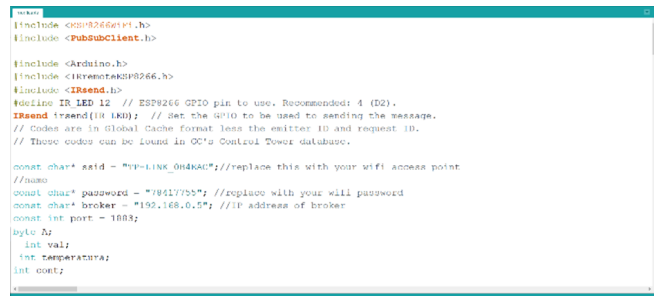 #include <ESP8266WiFi.h>
#include <PubSubClient.h>
#include <Arduino.h>
#include <IRremoteESP8266.h>
#include <IRsend.h>
#define IR_LED 12 // ESP8266 GPIO pin to use. Recommended: 4 (D2).
IRsend irsend(IR_LED); // Set the GPIO to be used to sending the message.
// Codes are in Global Cache format less the emitter ID and request ID.
// These codes can be found in GC's Control Tower database.
const char* ssid = "TP-LINK_0B4KAC";//replace this with your wifi access point
//name
const char* password = "78417755"; //replace with your wifi password
const char* broker = "192.168.0.5"; //IP address of broker
const int port = 1883;
byte A;
int val;
int temperatura;
int cont;